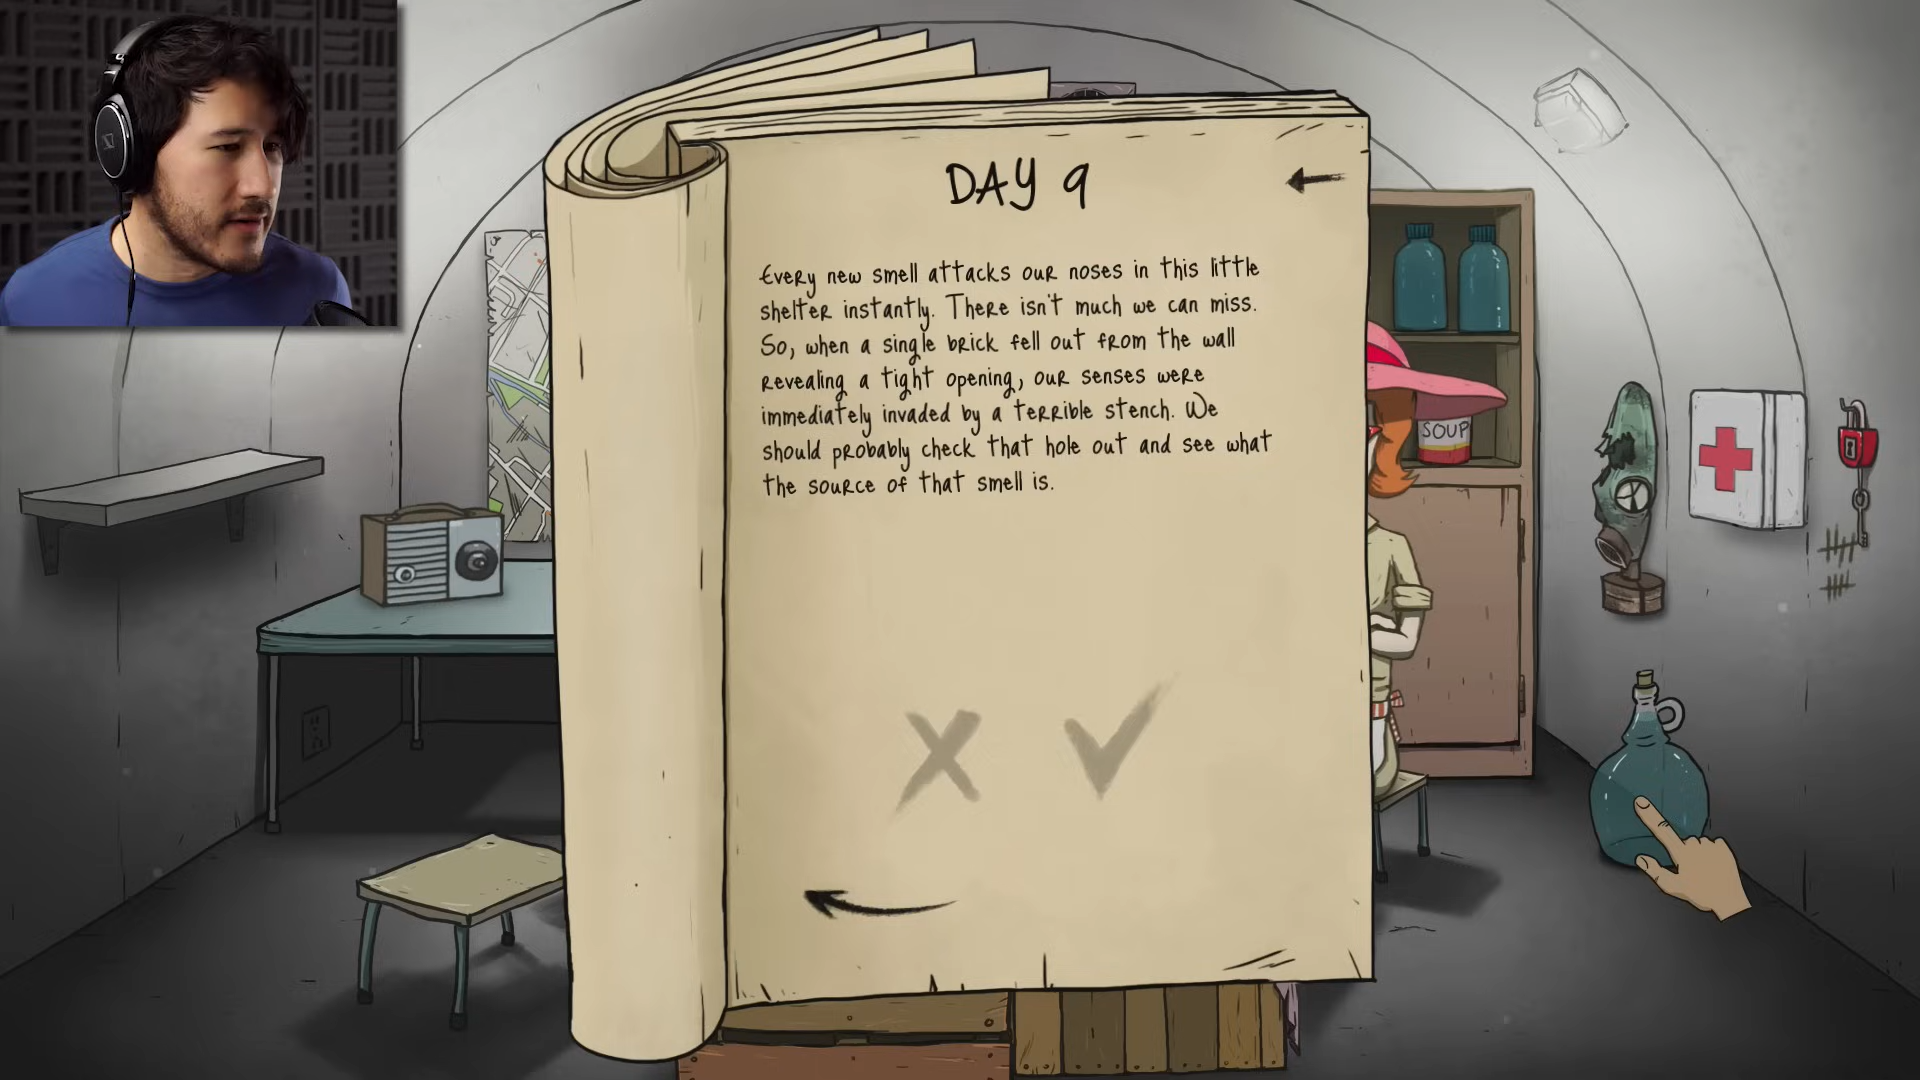 DAY 9
Every new smell attacks our noses in this little
shelter instantly. There isn't much we can miss.
So, when a single brick fell out from the wall
revealing a tight opening, our senses were
immediately invaded by a terrible stench. We
should probably check that hole out and see what
the source of that smell is.
SOUP